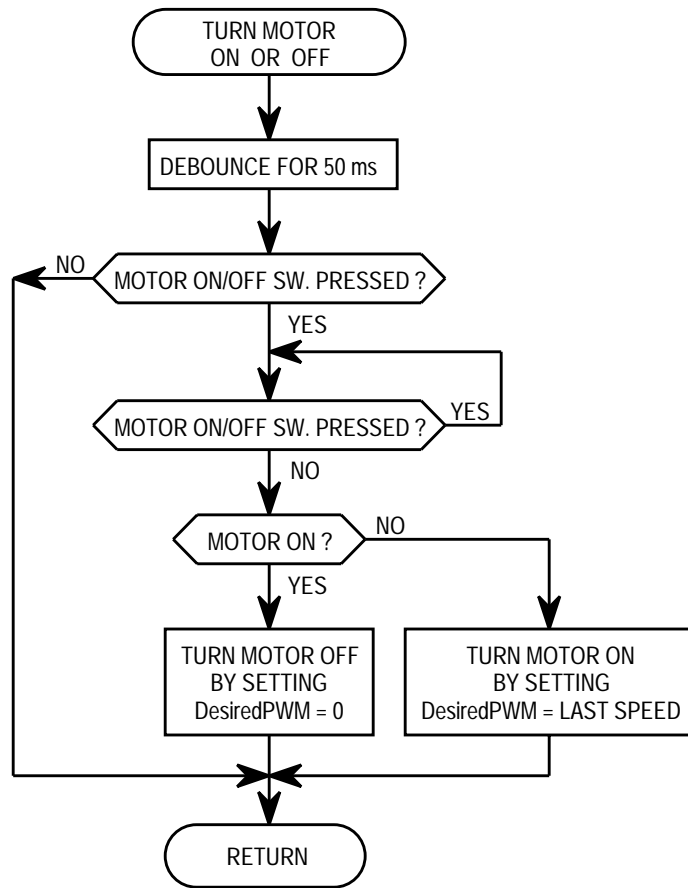 TURN MOTOR
ON OR OFF
DEBOUNCE FOR 50 ms
NO
MOTOR ON/OFF SW. PRESSED ?
YES
MOTOR ON/OFF SW. PRESSED ?
YES
NO
MOTOR ON ?
NO
YES
TURN MOTOR OFF
BY SETTING
DesiredPWM = 0
TURN MOTOR ON
BY SETTING
DesiredPWM = LAST SPEED
RETURN